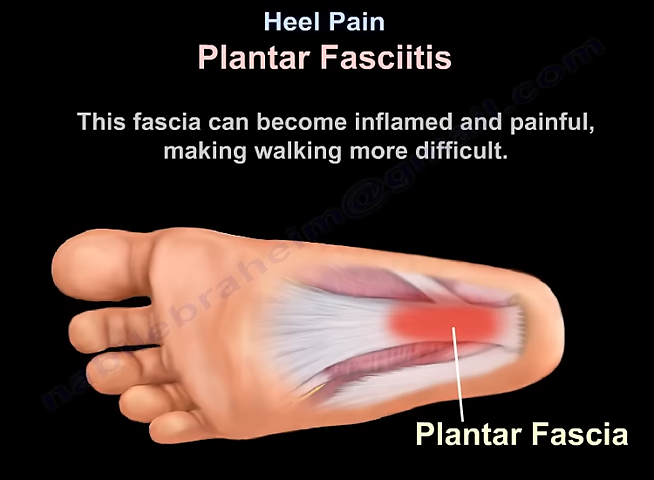 Heel Pain
Plantar Fasciitis
This fascia can become inflamed and painful,
making walking more difficult.
Plantar Fascia